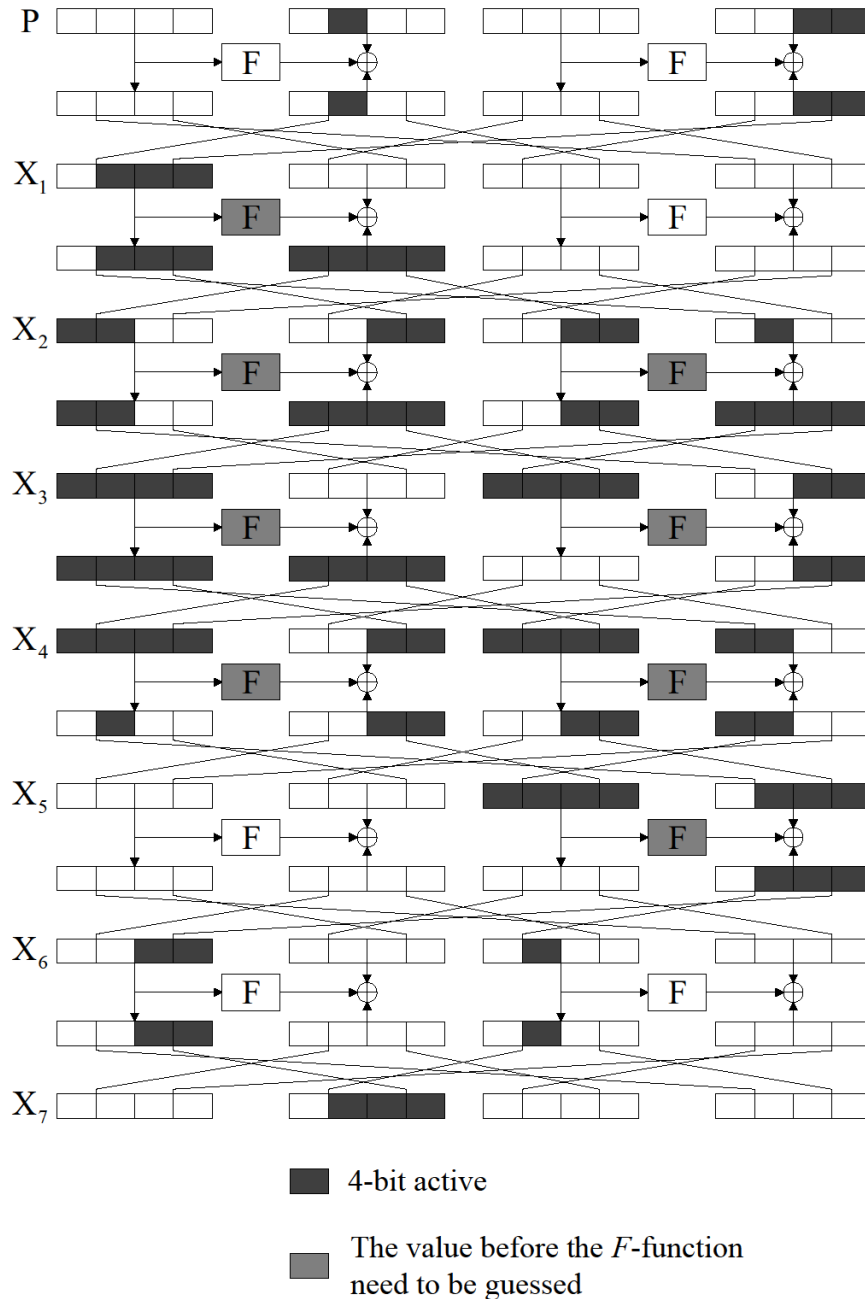 P
F
F
X₁
F
F
X₂
F
F
X₃
F
F
X₄
F
F
X₅
F
F
X₆
F
F
X₇
4-bit active
The value before the F-function
need to be guessed